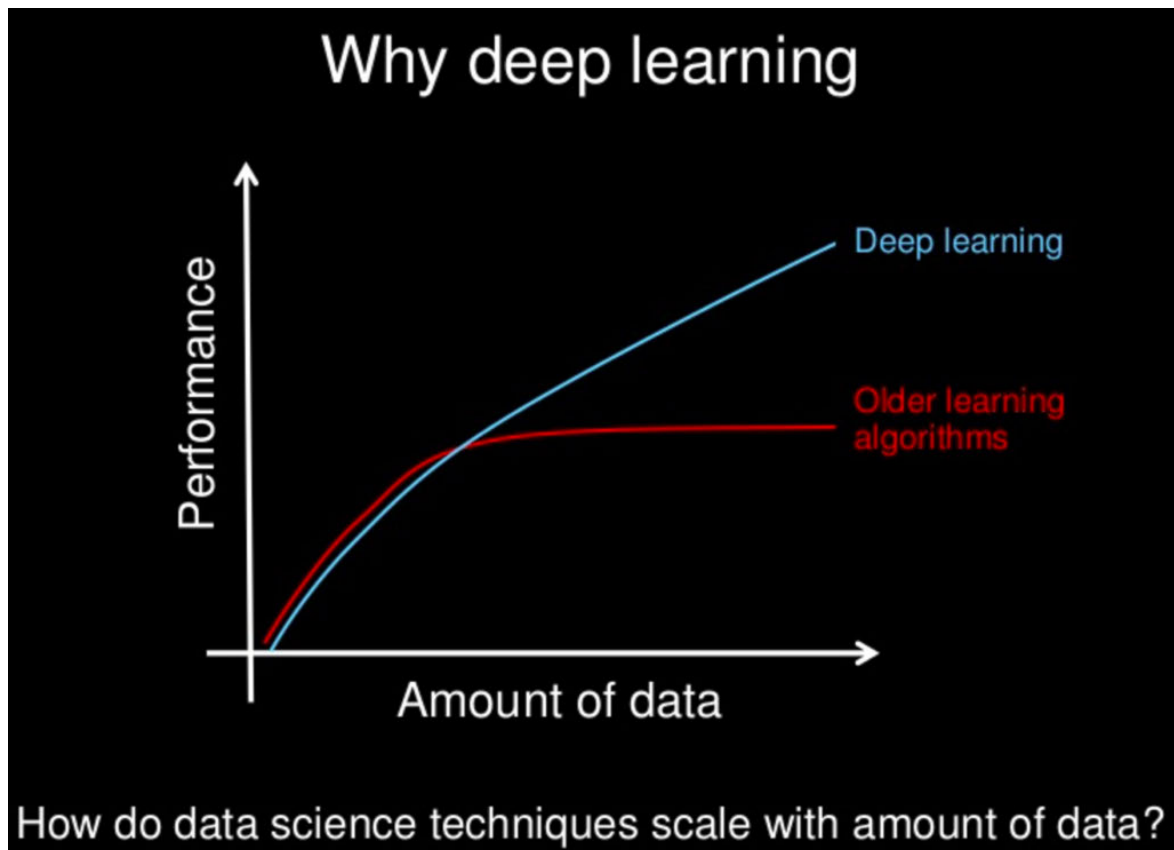 Why deep learning
Performance
Deep learning
Older learning
algorithms
Amount of data
How do data science techniques scale with amount of data?